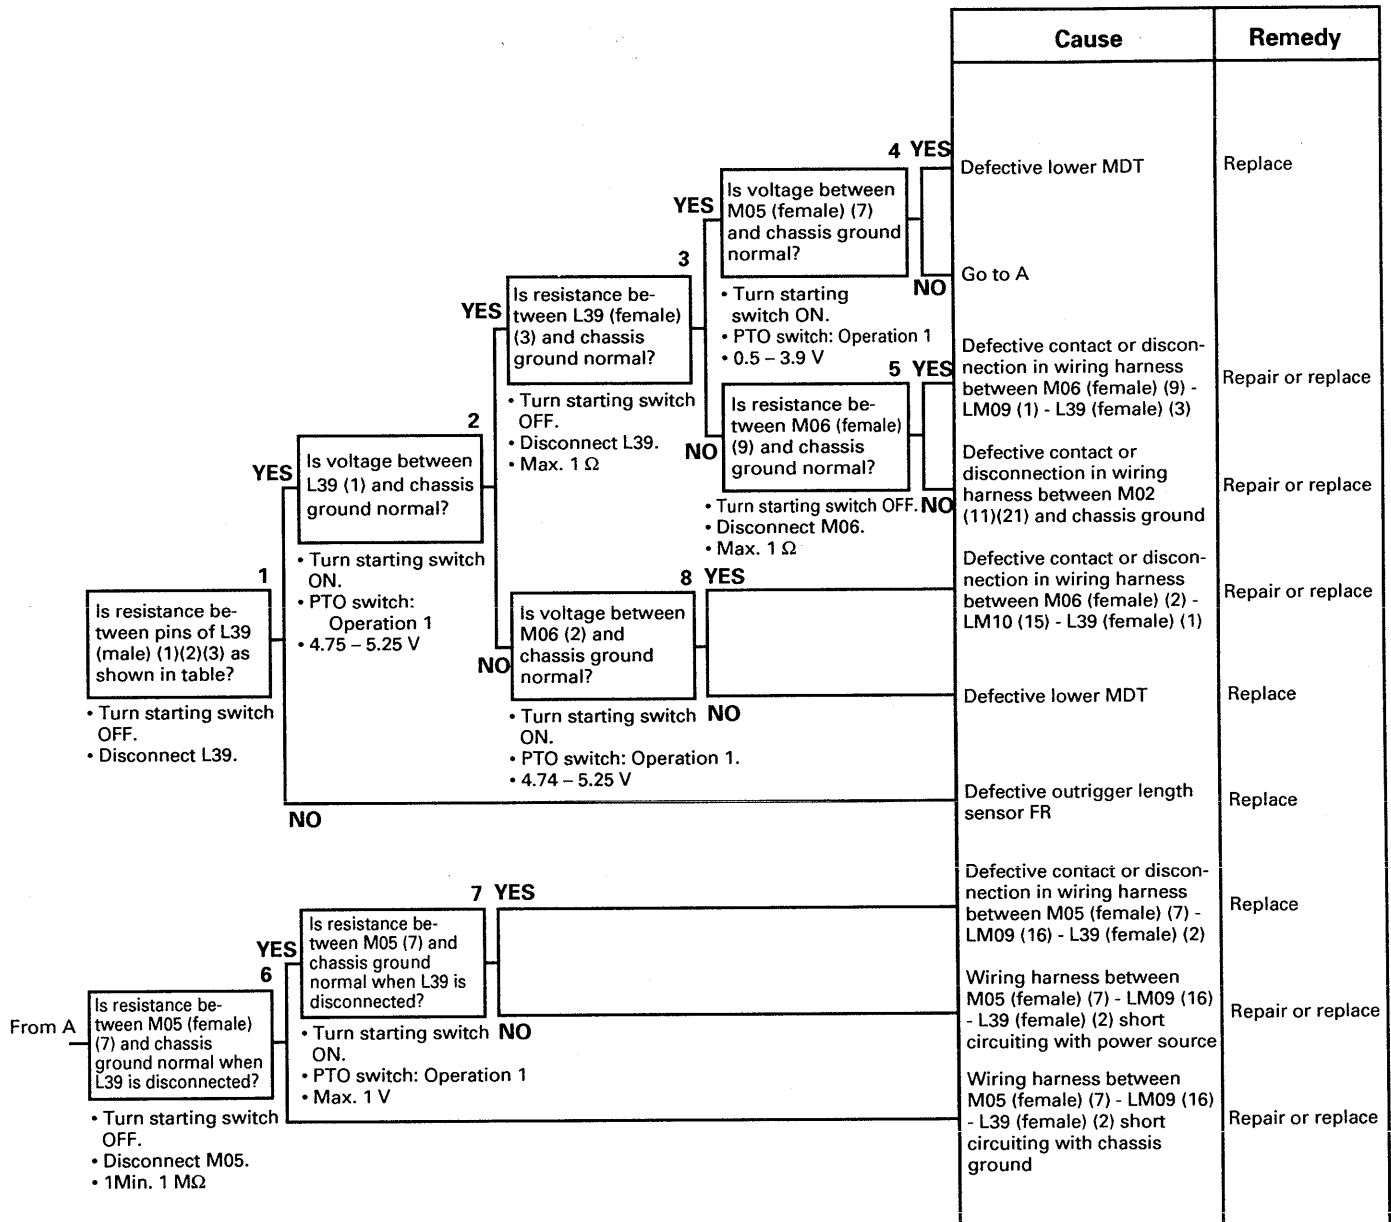 Cause
Remedy
4 YES
Defective lower MDT
Replace
Is voltage between
M05 (female) (7)
and chassis ground
normal?
YES
3
NO
Go to A
• Turn starting
switch ON.
• PTO switch: Operation 1
• 0.5 – 3.9 V
YES
Is resistance be-
tween L39 (female)
(3) and chassis
ground normal?
• Turn starting switch
OFF.
• Disconnect L39.
• Max. 1 Ω
5 YES
Defective contact or discon-
nection in wiring harness
between M06 (female) (9) -
LM09 (1) - L39 (female) (3)
Repair or replace
NO
Is resistance be-
tween M06 (female)
(9) and chassis
ground normal?
• Turn starting switch OFF.
• Disconnect M06.
• Max. 1 Ω
NO
Defective contact or
disconnection in wiring
harness between M02
(11)(21) and chassis ground
Repair or replace
2
YES
Is voltage between
L39 (1) and chassis
ground normal?
• Turn starting switch
ON.
• PTO switch:
Operation 1
• 4.75 – 5.25 V
8 YES
Defective contact or discon-
nection in wiring harness
between M06 (female) (2) -
LM10 (15) - L39 (female) (1)
Repair or replace
NO
Is voltage between
M06 (2) and
chassis ground
normal?
• Turn starting switch
ON.
• PTO switch: Operation 1.
• 4.74 – 5.25 V
NO
Defective lower MDT
Replace
1
Is resistance be-
tween pins of L39
(male) (1)(2)(3) as
shown in table?
• Turn starting switch
OFF.
• Disconnect L39.
NO
Defective outrigger length
sensor FR
Replace
7 YES
Defective contact or discon-
nection in wiring harness
between M05 (female) (7) -
LM09 (16) - L39 (female) (2)
Replace
YES
6
Is resistance be-
tween M05 (7) and
chassis ground
normal when L39 is
disconnected?
• Turn starting switch
ON.
• PTO switch: Operation 1
• Max. 1 V
NO
Wiring harness between
M05 (female) (7) - LM09 (16)
- L39 (female) (2) short
circuiting with power source
Repair or replace
From A
Is resistance be-
tween M05 (female)
(7) and chassis
ground normal when
L39 is disconnected?
• Turn starting switch
OFF.
• Disconnect M05.
• 1Min. 1 MΩ
Wiring harness between
M05 (female) (7) - LM09 (16)
- L39 (female) (2) short
circuiting with chassis
ground
Repair or replace